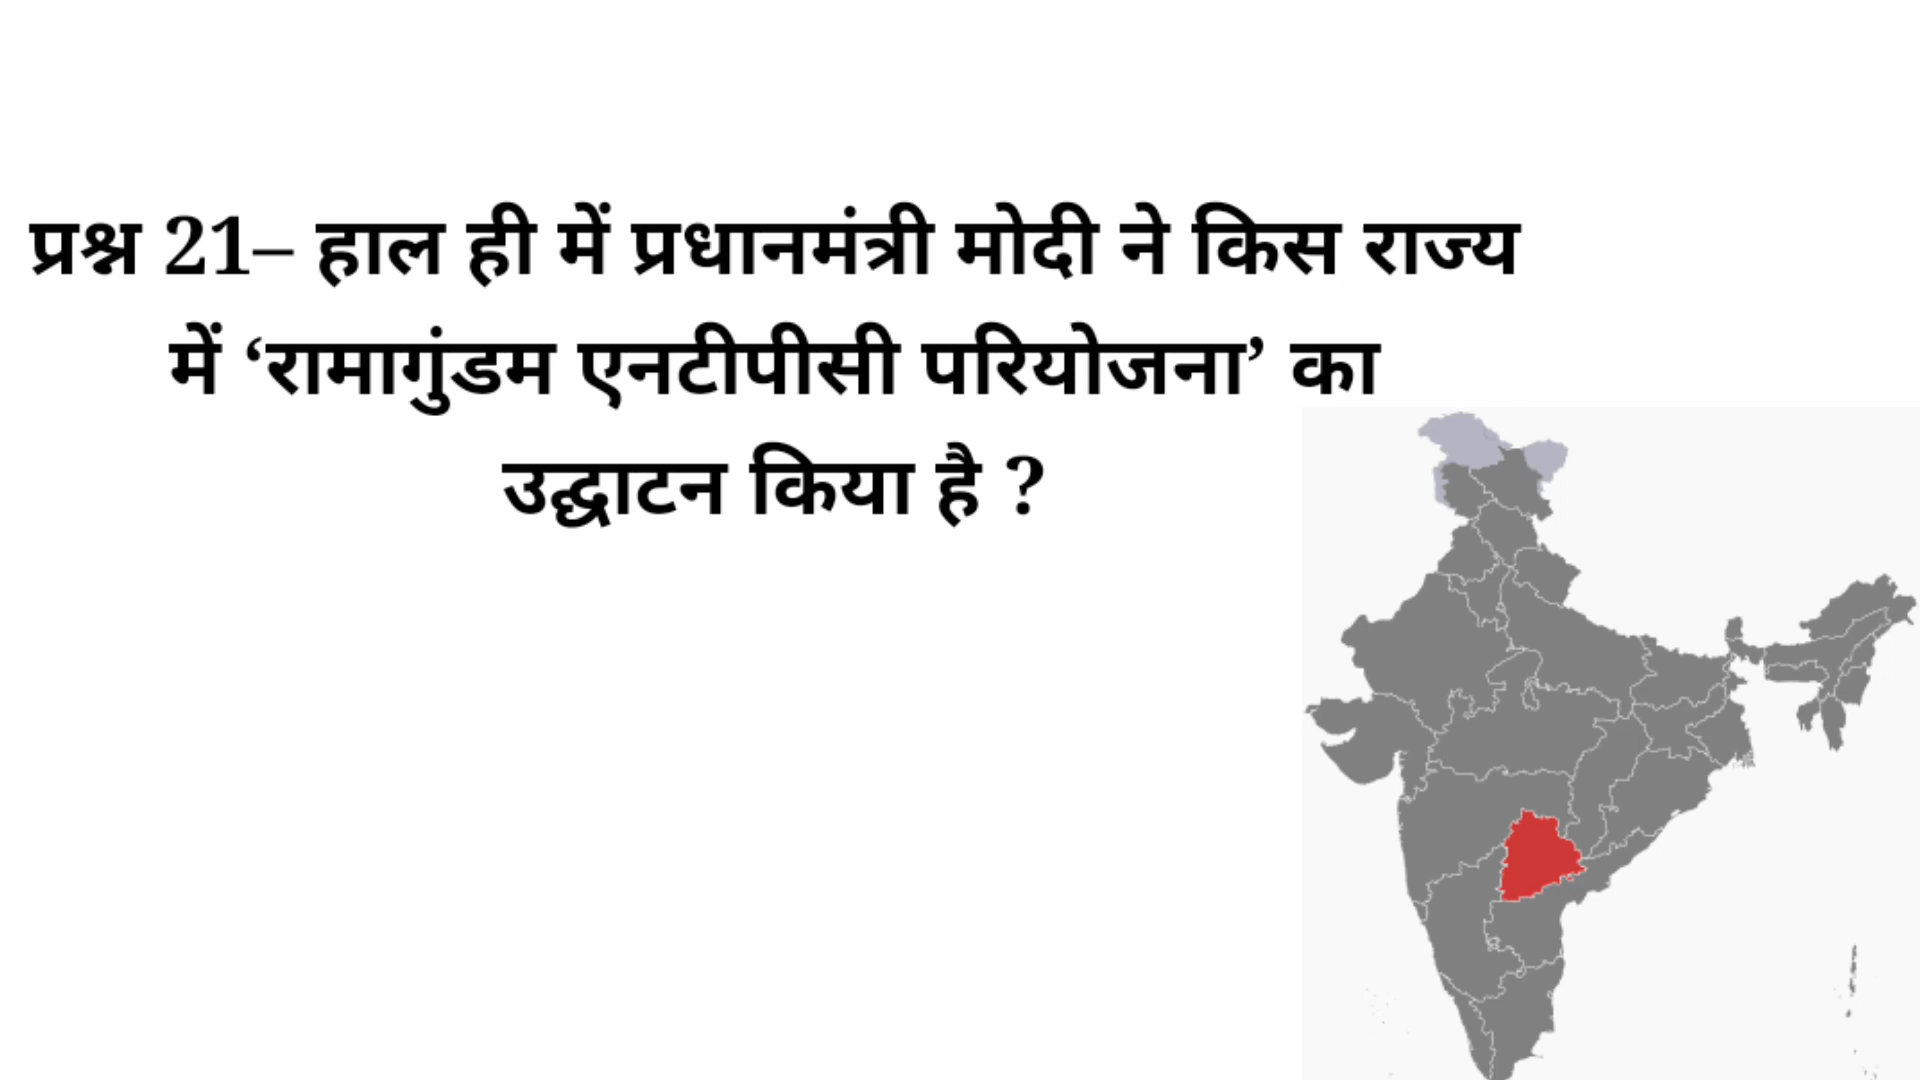 प्रश्न 21– हाल ही में प्रधानमंत्री मोदी ने किस राज्य
में ‘रामागुंडम एनटीपीसी परियोजना’ का
उद्घाटन किया है ?